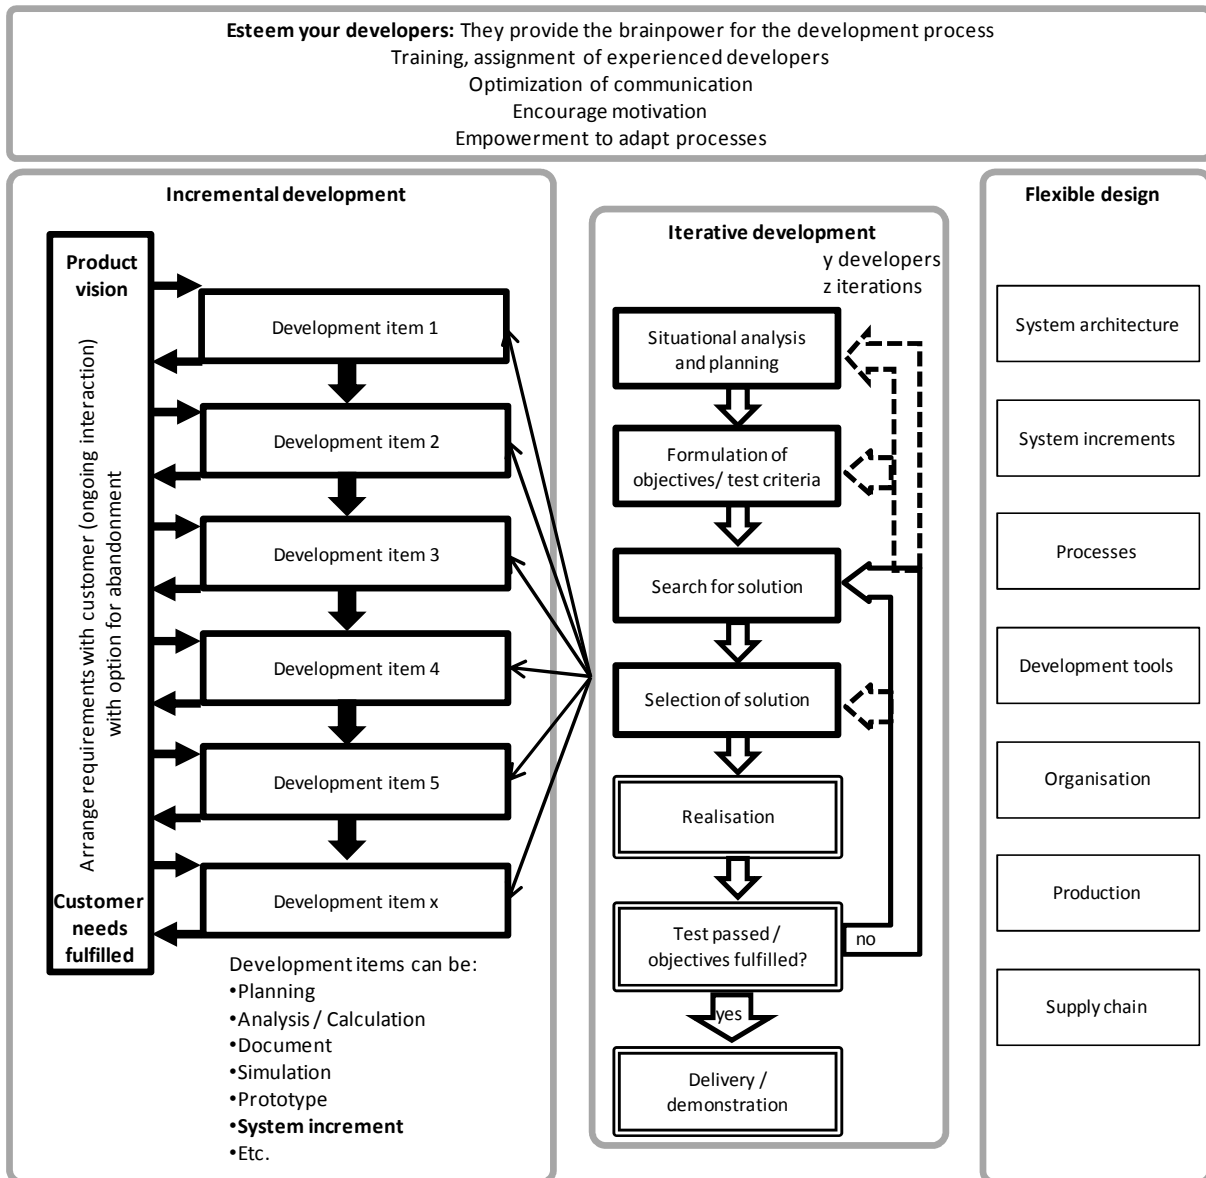 Esteem your developers: They provide the brainpower for the development process
Training, assignment of experienced developers
Optimization of communication
Encourage motivation
Empowerment to adapt processes
Incremental development
Product
vision
Arrange requirements with customer (ongoing interaction)
with option for abandonment
Customer
needs
fulfilled
Development item 1
Development item 2
Development item 3
Development item 4
Development item 5
Development item x
Development items can be:
•Planning
•Analysis / Calculation
•Document
•Simulation
•Prototype
•System increment
•Etc.
Iterative development
y developers
z iterations
Situational analysis
and planning
Formulation of
objectives/ test criteria
Search for solution
Selection of solution
Realisation
Test passed /
objectives fulfilled?
no
yes
Delivery /
demonstration
Flexible design
System architecture
System increments
Processes
Development tools
Organisation
Production
Supply chain